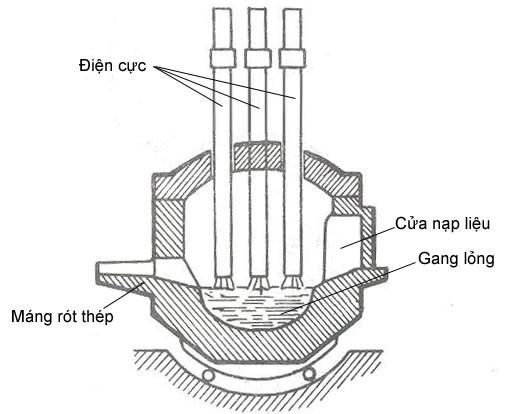 Điện cực
Cửa nạp liệu
Gang lỏng
Máng rót thép